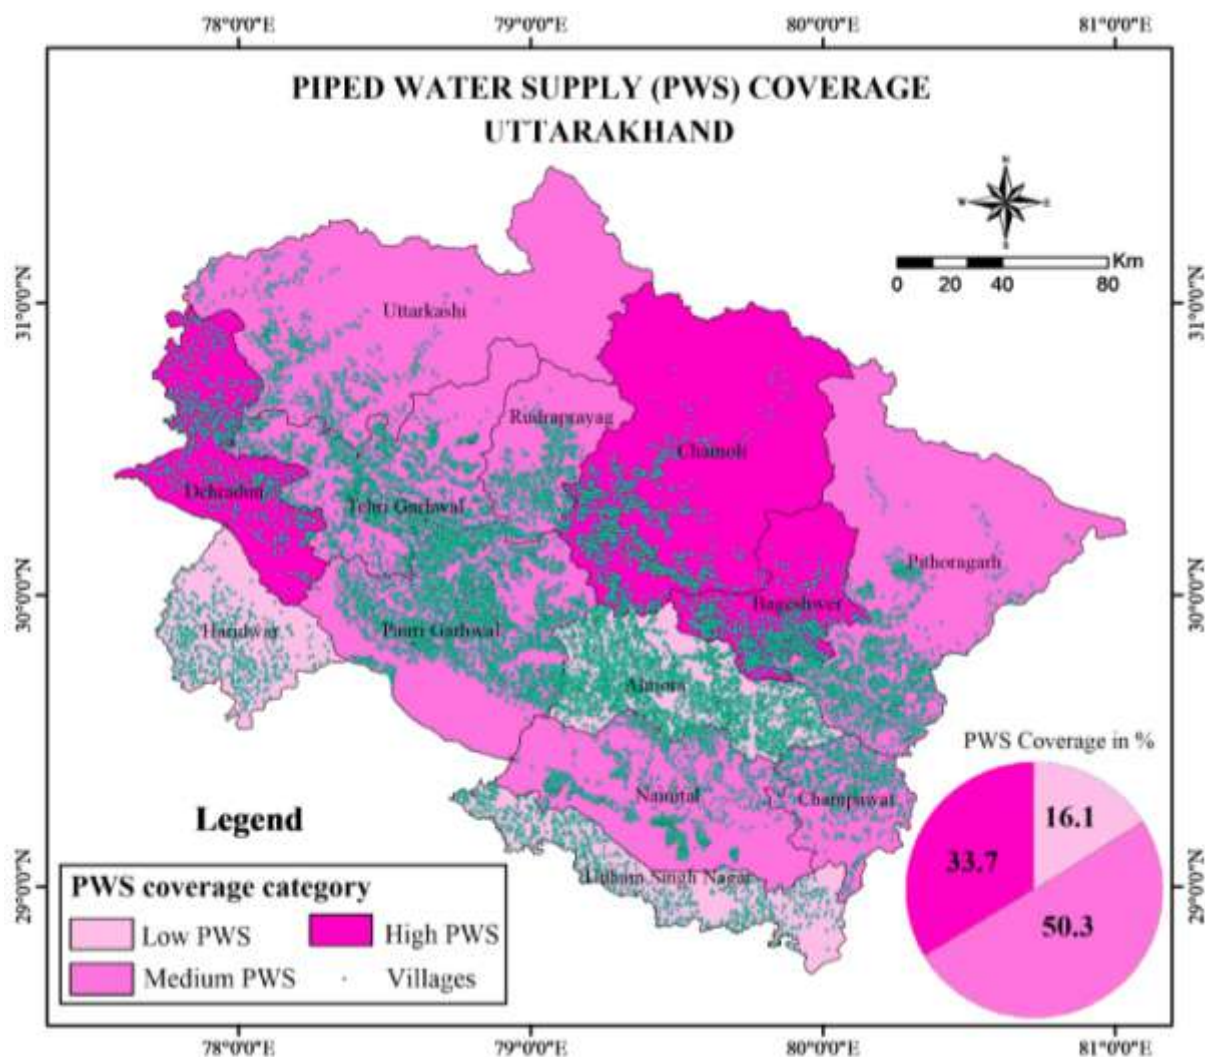 78°0'0"E 79°0'0"E 80°0'0"E 81°0'0"E
PIPED WATER SUPPLY (PWS) COVERAGE
UTTARAKHAND
N
W E
S
Km
0 20 40 80
31°0'0"N 31°0'0"N
Uttarkashi
Rudraprayag
Chamoli
Dehradun
Tehri Garhwal
Pithoragarh
30°0'0"N 30°0'0"N
Bageshwer
Haridwar
Pauri Garhwal
Almora
PWS Coverage in %
Nainital
Champawat
16.1
33.7
50.3
Udham Singh Nagar
29°0'0"N 29°0'0"N
Legend
PWS coverage category
Low PWS High PWS
Medium PWS Villages
78°0'0"E 79°0'0"E 80°0'0"E 81°0'0"E